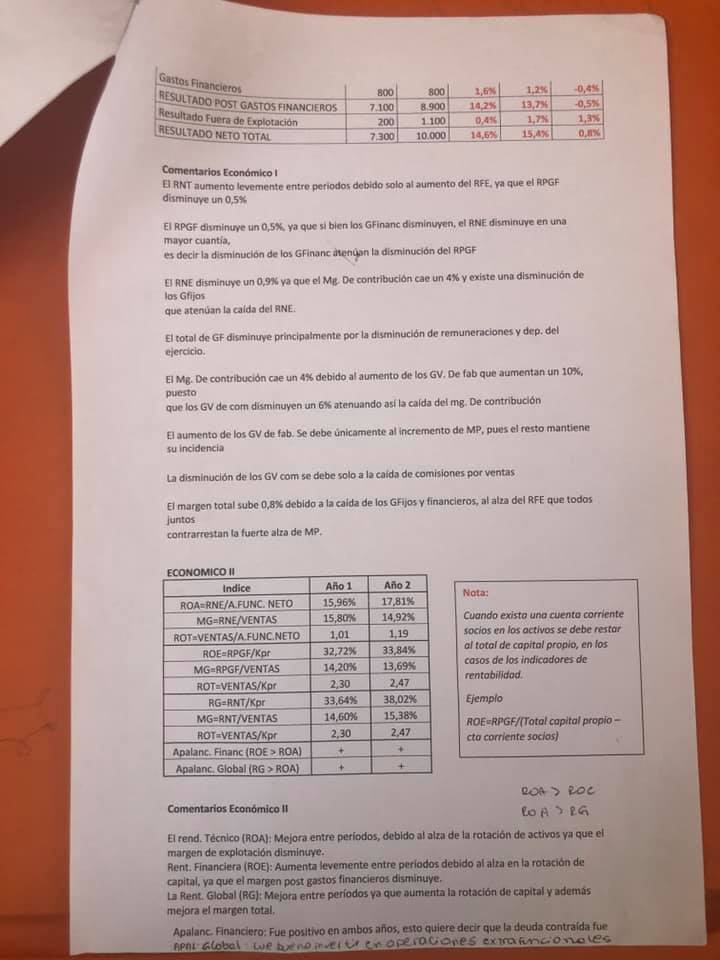 Gastos Financieros 800 800 1,6% 1,2% -0,4%
RESULTADO POST GASTOS FINANCIEROS 7.100 8.900 14,2% 13,7% -0,5%
Resultado Fuera de Explotación 200 1.100 0,4% 1,7% 1,3%
RESULTADO NETO TOTAL 7.300 10.000 14,6% 15,4% 0,8%
Comentarios Económico I
El RNT aumento levemente entre periodos debido solo al aumento del RFE, ya que el RPGF
disminuye un 0,5%
El RPGF disminuye un 0,5%, ya que si bien los GFinanc disminuyen, el RNE disminuye en una
mayor cuantía,
es decir la disminución de los GFinanc atenúan la disminución del RPGF
El RNE disminuye un 0,9% ya que el Mg. De contribución cae un 4% y existe una disminución de
los Gfijos
que atenúan la caída del RNE.
El total de GF disminuye principalmente por la disminución de remuneraciones y dep. del
ejercicio.
El Mg. De contribución cae un 4% debido al aumento de los GV. De fab que aumentan un 10%,
puesto
que los GV de com disminuyen un 6% atenuando así la caída del mg. De contribución
El aumento de los GV de fab. Se debe únicamente al incremento de MP, pues el resto mantiene
su incidencia
La disminución de los GV com se debe solo a la caída de comisiones por ventas
El margen total sube 0,8% debido a la caída de los GFijos y financieros, al alza del RFE que todos
juntos
contrarrestan la fuerte alza de MP.
ECONOMICO II
Indice Año 1 Año 2
ROA=RNE/A.FUNC. NETO 15,96% 17,81%
MG=RNE/VENTAS 15,80% 14,92%
ROT=VENTAS/A.FUNC.NETO 1,01 1,19
ROE=RPGF/Kpr 32,72% 33,84%
MG=RPGF/VENTAS 14,20% 13,69%
ROT=VENTAS/Kpr 2,30 2,47
RG=RNT/Kpr 33,64% 38,02%
MG=RNT/VENTAS 14,60% 15,38%
ROT=VENTAS/Kpr 2,30 2,47
Apalanc. Financ (ROE > ROA) + +
Apalanc. Global (RG > ROA) + +
Nota:
Cuando exista una cuenta corriente
socios en los activos se debe restar
al total de capital propio, en los
casos de los indicadores de
rentabilidad.
Ejemplo
ROE=RPGF/(Total capital propio –
cta corriente socios)
ROA > ROE
ROA > RG
Comentarios Económico II
El rend. Técnico (ROA): Mejora entre períodos, debido al alza de la rotación de activos ya que el
margen de explotación disminuye.
Rent. Financiera (ROE): Aumenta levemente entre periodos debido al alza en la rotación de
capital, ya que el margen post gastos financieros disminuye.
La Rent. Global (RG): Mejora entre períodos ya que aumenta la rotación de capital y además
mejora el margen total.
Apalanc. Financiero: Fue positivo en ambos años, esto quiere decir que la deuda contraída fue
APAL Global: fue bueno invertir en operaciones extrafuncionales